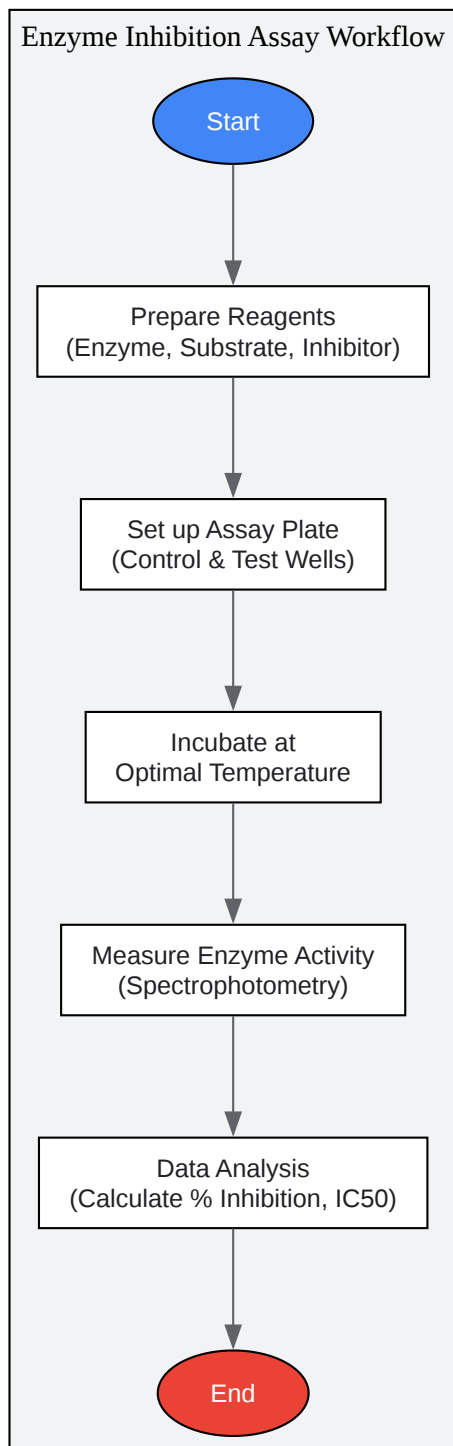 Enzyme Inhibition Assay Workflow
Start
Prepare Reagents
(Enzyme, Substrate, Inhibitor)
Set up Assay Plate
(Control & Test Wells)
Incubate at
Optimal Temperature
Measure Enzyme Activity
(Spectrophotometry)
Data Analysis
(Calculate % Inhibition, IC50)
End